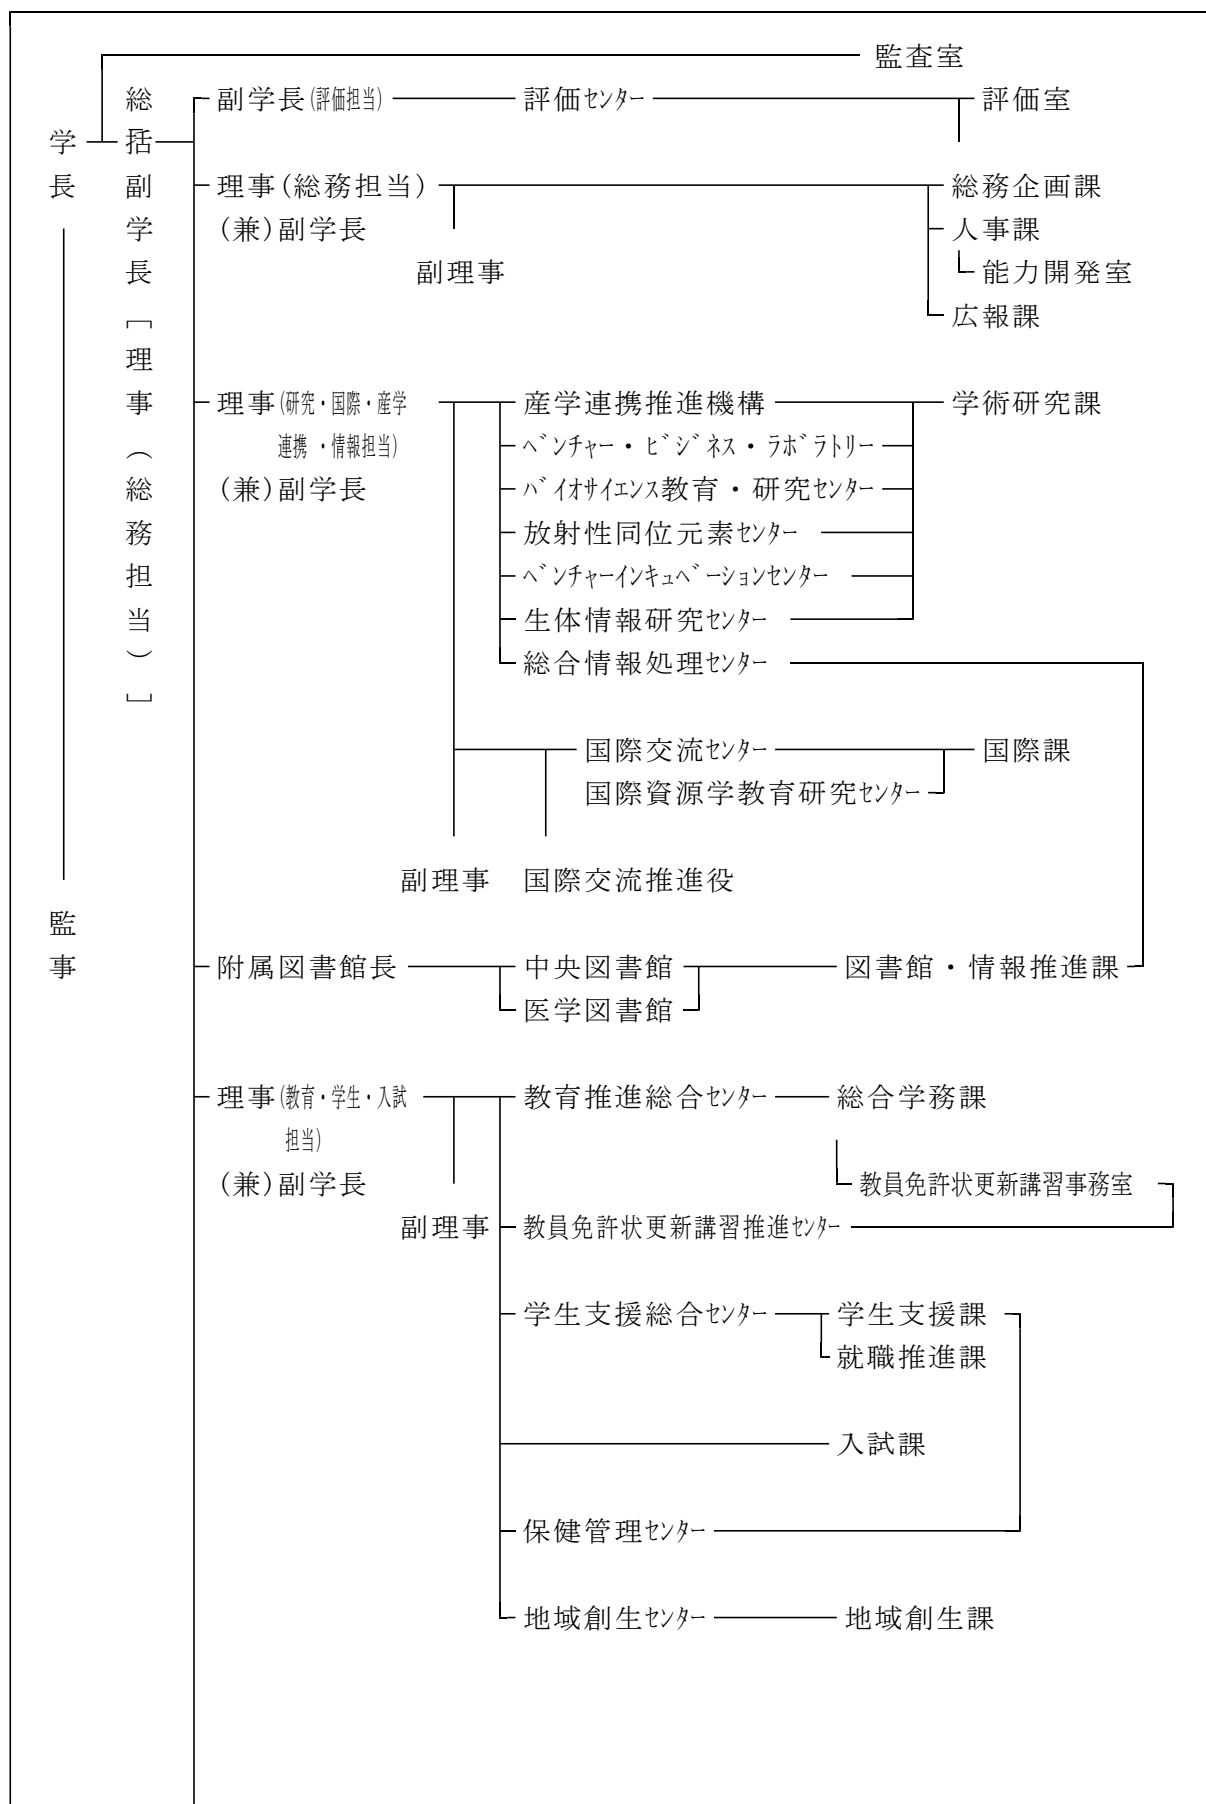 監査室
学長
総括副学長［理事（総務担当）］
監事
副学長(評価担当) 評価センター 評価室
理事(総務担当) 総務企画課
(兼)副学長 人事課
副理事 能力開発室
広報課
理事(研究・国際・産学 産学連携推進機構 学術研究課
連携・情報担当) ベンチャー・ビジネス・ラボラトリー
(兼)副学長 バイオサイエンス教育・研究センター
放射性同位元素センター
ベンチャーインキュベーションセンター
生体情報研究センター
総合情報処理センター
国際交流センター 国際課
国際資源学教育研究センター
副理事 国際交流推進役
附属図書館長 中央図書館 図書館・情報推進課
医学図書館
理事(教育・学生・入試 教育推進総合センター 総合学務課
担当)
(兼)副学長 教員免許状更新講習事務室
副理事 教員免許状更新講習推進センター
学生支援総合センター 学生支援課
就職推進課
入試課
保健管理センター
地域創生センター 地域創生課